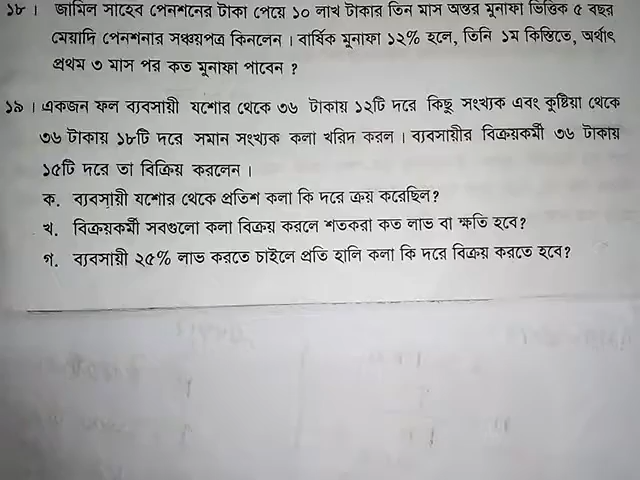 ১৮। জামিল সাহেব পেনশনের টাকা পেয়ে ১০ লাখ টাকার তিন মাস অন্তর মুনাফা ভিত্তিক ৫ বছর
মেয়াদি পেনশনার সঞ্চয়পত্র কিনলেন। বার্ষিক মুনাফা ১২% হলে, তিনি ১ম কিস্তিতে, অর্থাৎ
প্রথম ৩ মাস পর কত মুনাফা পাবেন ?
১৯। একজন ফল ব্যবসায়ী যশোর থেকে ৩৬ টাকায় ১২টি দরে কিছু সংখ্যক এবং কুষ্টিয়া থেকে
৩৬ টাকায় ১৮টি দরে সমান সংখ্যক কলা খরিদ করল। ব্যবসায়ীর বিক্রয়কর্মী ৩৬ টাকায়
১৫টি দরে তা বিক্রিয় করলেন।
ক. ব্যবসায়ী যশোর থেকে প্রতিশ কলা কি দরে ক্রয় করেছিল?
খ. বিক্রয়কর্মী সবগুলো কলা বিক্রয় করলে শতকরা কত লাভ বা ক্ষতি হবে?
গ. ব্যবসায়ী ২৫% লাভ করতে চাইলে প্রতি হালি কলা কি দরে বিক্রয় করতে হবে?